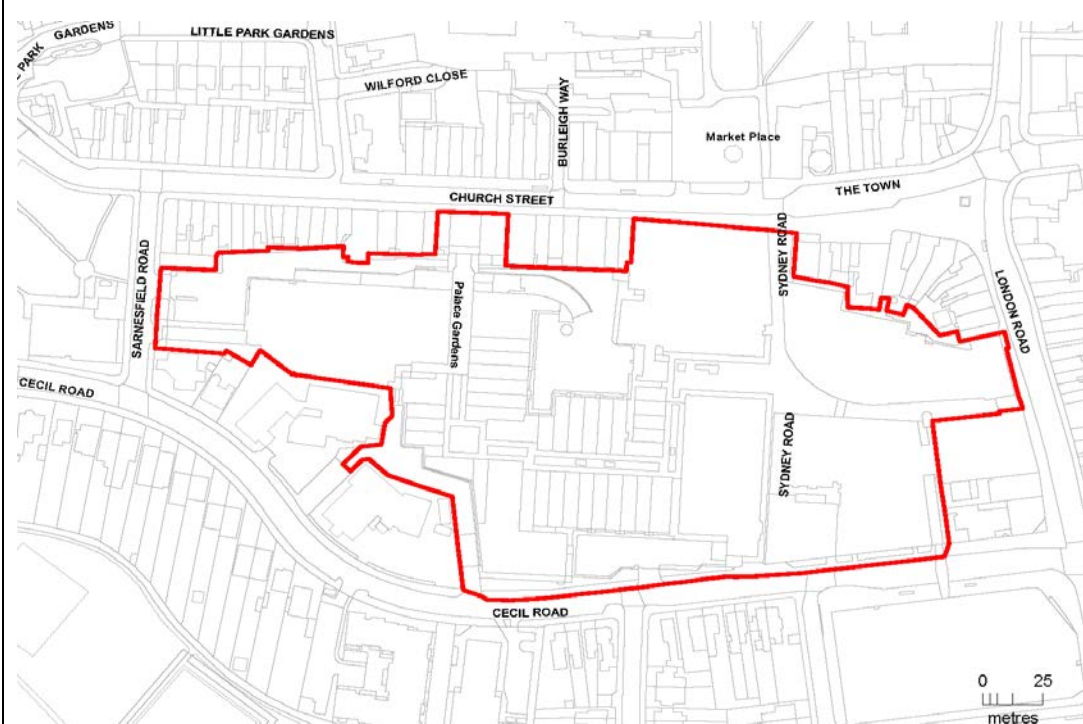 GARDENS
LITTLE PARK GARDENS
PARK
WILFORD CLOSE
BURLEIGH WAY
Market Place
THE TOWN
CHURCH STREET
SYDNEY ROAD
SARNESFIELD ROAD
Palace Gardens
LONDON ROAD
CECIL ROAD
SYDNEY ROAD
CECIL ROAD
0 25
metres